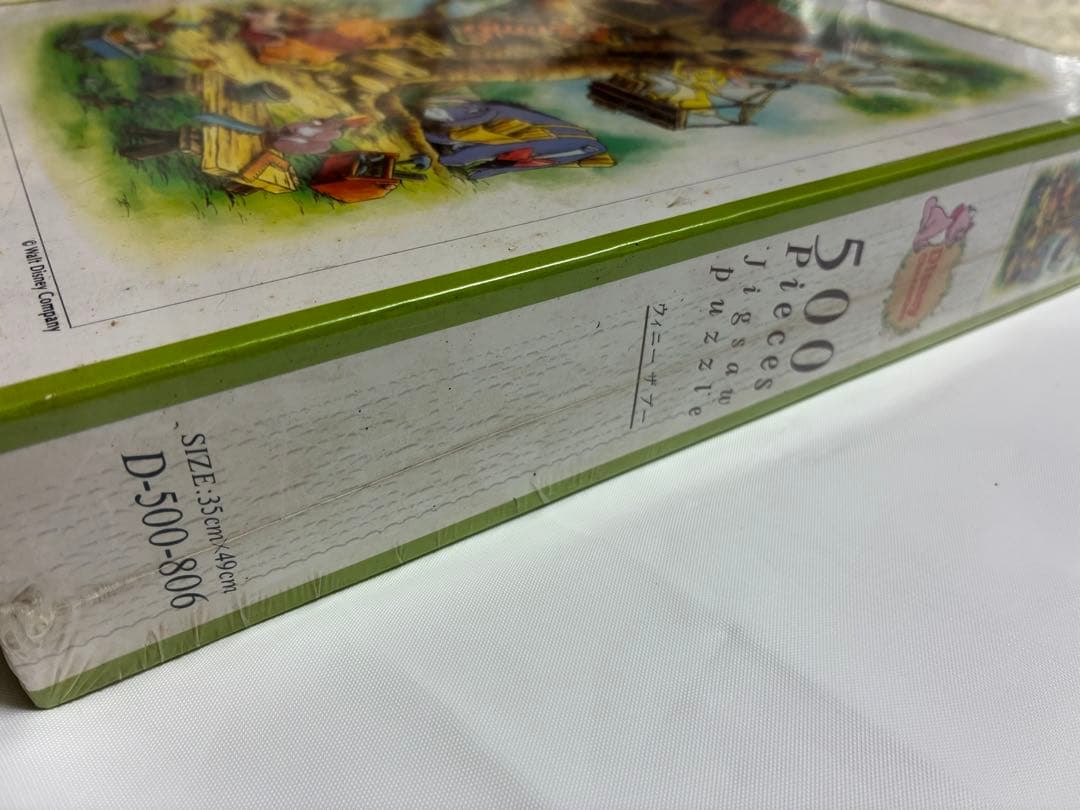 ©Walt Disney Company
500
Pieces
Jigsaw
puzzle
ウィニー ザ プー
SIZE:35cm×49cm
D-500-806